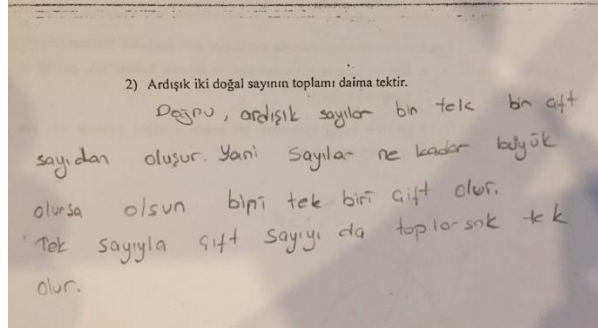 2) Ardışık iki doğal sayının toplamı daima tektir.
Doğru, ardışık sayılar bir tek bir çift
sayıdan oluşur. Yani Sayılar ne kadar büyük
olursa olsun biri tek biri çift olur.
Tek sayıyla çift sayıyı da toplarsak tek
olur.